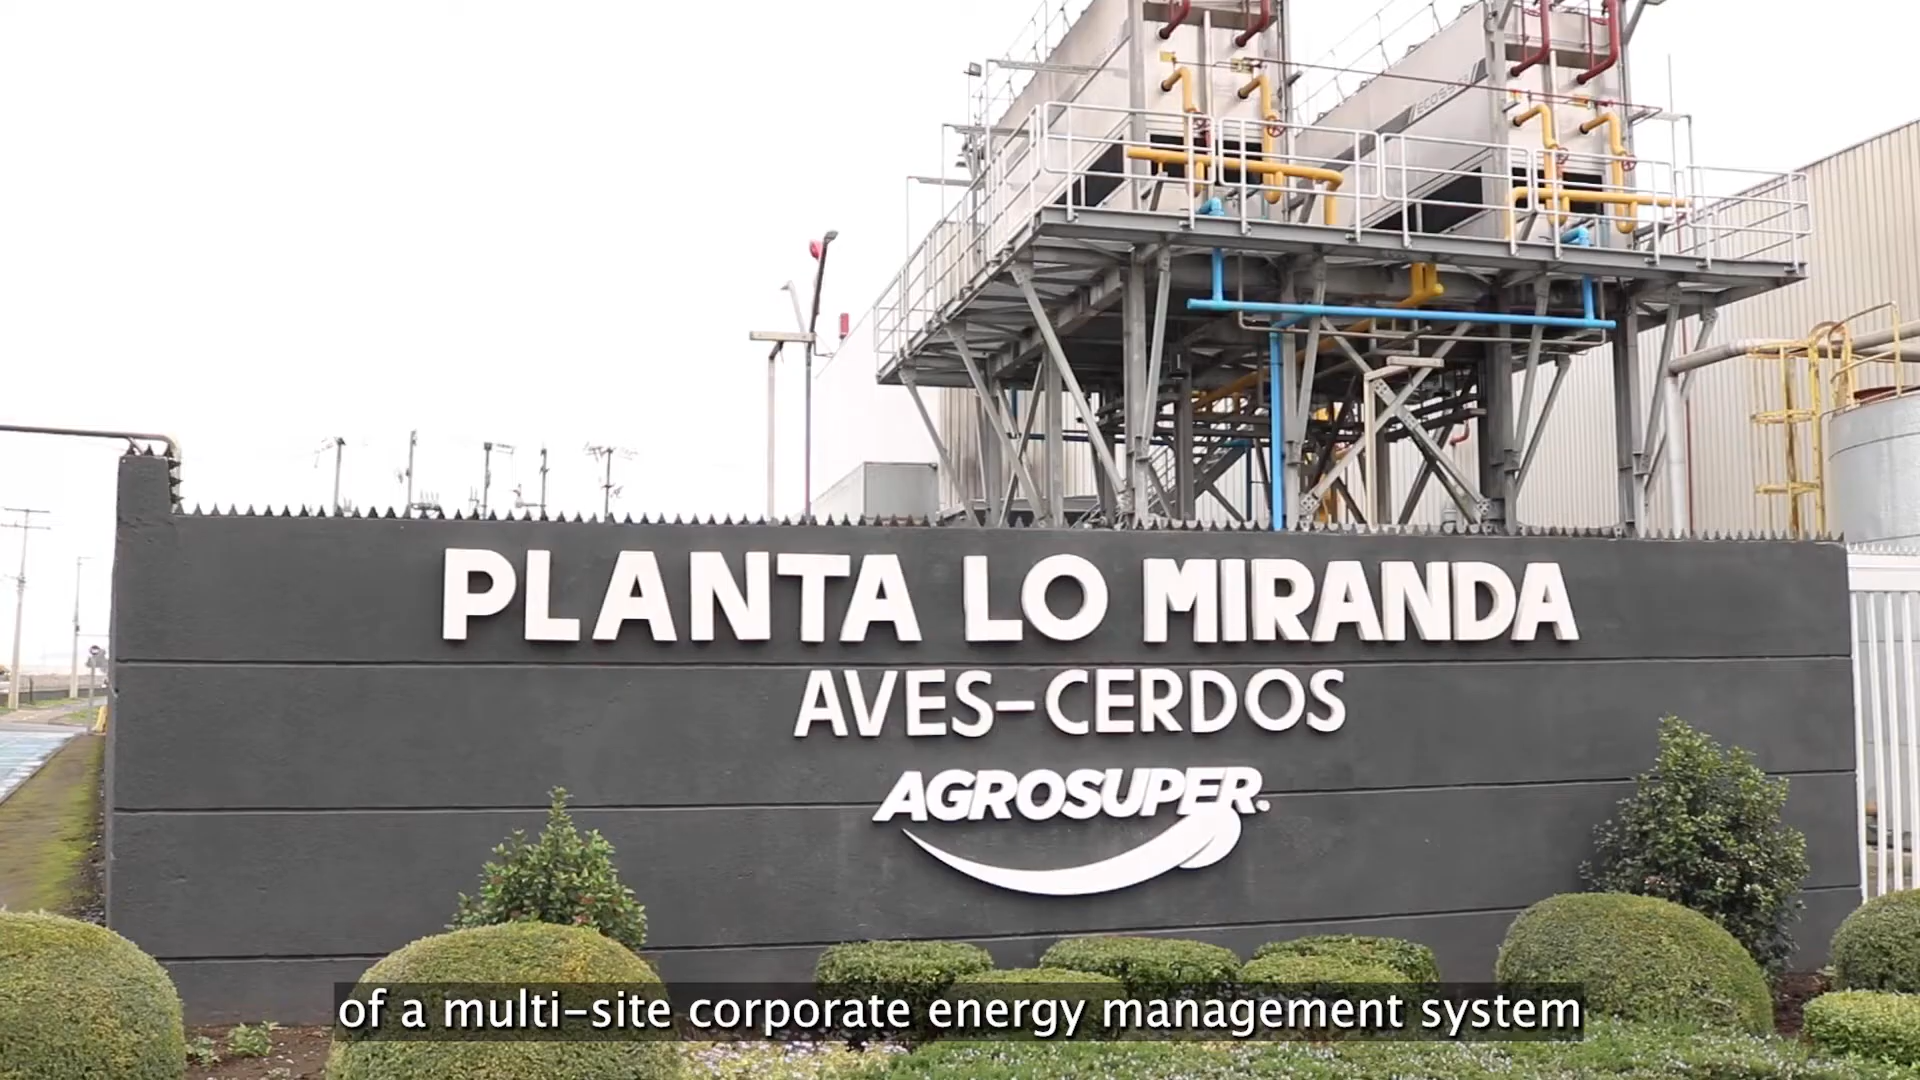 PLANTA LO MIRANDA
AVES-CERDOS
AGROSUPER.
of a multi-site corporate energy management system